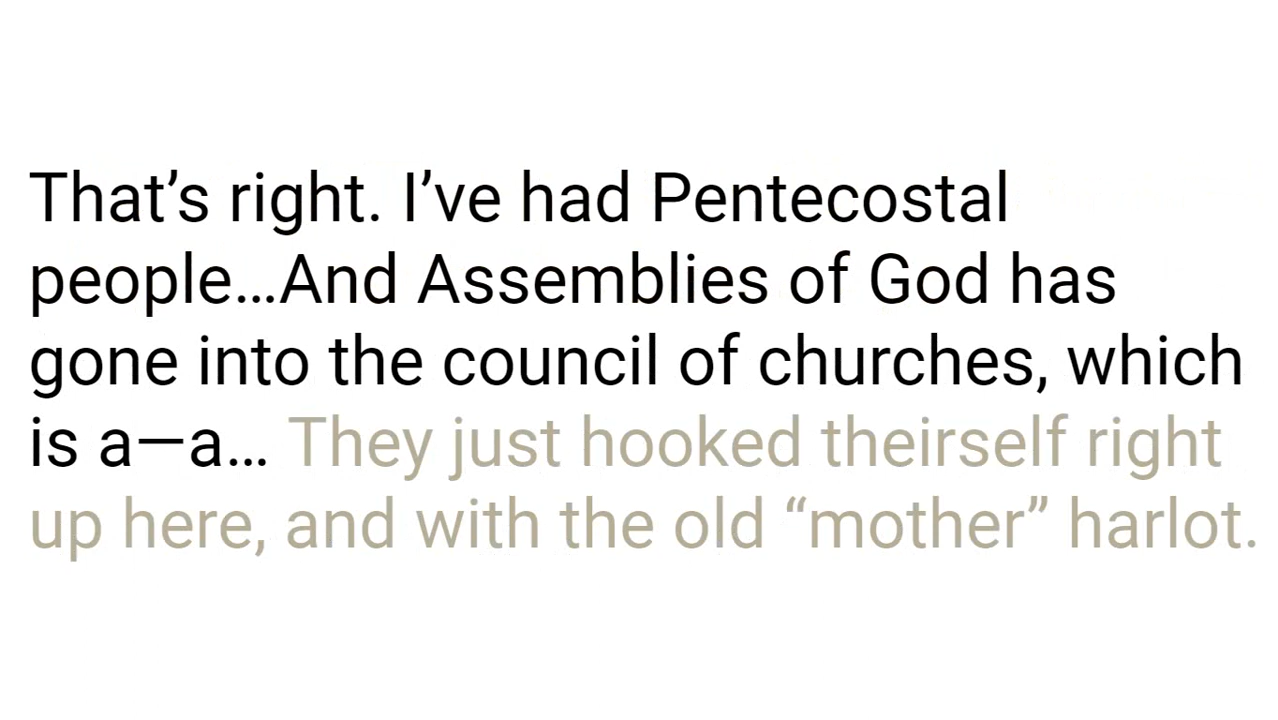 That’s right. I’ve had Pentecostal
people…And Assemblies of God has
gone into the council of churches, which
is a—a… They just hooked theirself right
up here, and with the old “mother” harlot.